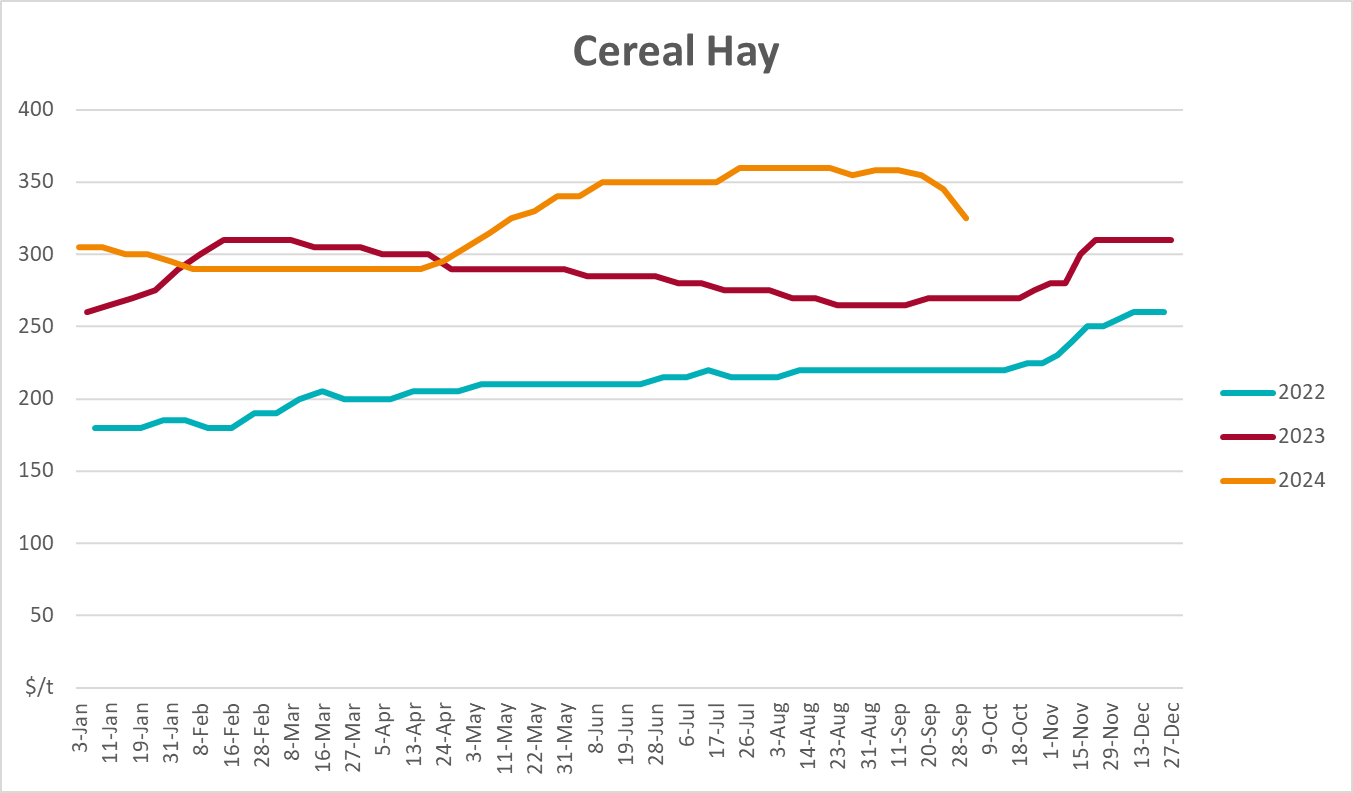 Cereal Hay
400
350
300
250
200
150
100
50
$/t
3-Jan
11-Jan
19-Jan
31-Jan
8-Feb
16-Feb
28-Feb
8-Mar
16-Mar
27-Mar
5-Apr
13-Apr
24-Apr
3-May
11-May
22-May
31-May
8-Jun
19-Jun
28-Jun
6-Jul
17-Jul
26-Jul
3-Aug
14-Aug
23-Aug
31-Aug
11-Sep
20-Sep
28-Sep
9-Oct
18-Oct
1-Nov
15-Nov
29-Nov
13-Dec
27-Dec
2022
2023
2024